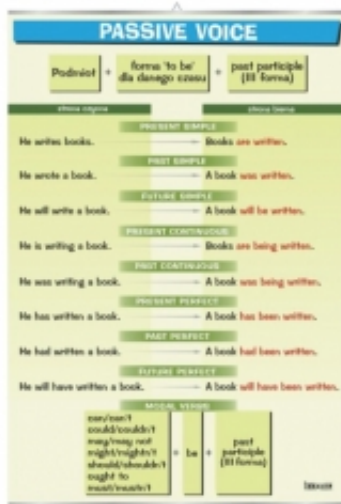 PASSIVE VOICE
Podmiot + forma 'to be' dla danego czasu + past participle (III forma)
strona czynna strona bierna
PRESENT SIMPLE
He writes books. Books are written.
PAST SIMPLE
He wrote a book. A book was written.
FUTURE SIMPLE
He will write a book. A book will be written.
PRESENT CONTINUOUS
He is writing a book. Books are being written.
PAST CONTINUOUS
He was writing a book. A book was being written.
PRESENT PERFECT
He has written a book. A book has been written.
PAST PERFECT
He had written a book. A book had been written.
FUTURE PERFECT
He will have written a book. A book will have been written.
MODAL VERBS
can/can't
could/couldn't
may/may not
might/mightn't
should/shouldn't
ought to
must/mustn't
+ be +
past participle (III forma)